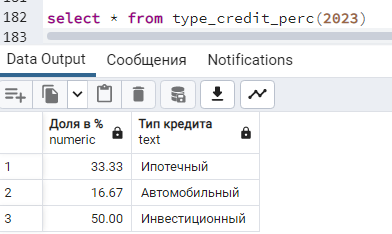 182 select * from type_credit_perc(2023)
183
Data Output Сообщения Notifications
Доля в % Тип кредита
numeric text
1 33.33 Ипотечный
2 16.67 Автомобильный
3 50.00 Инвестиционный